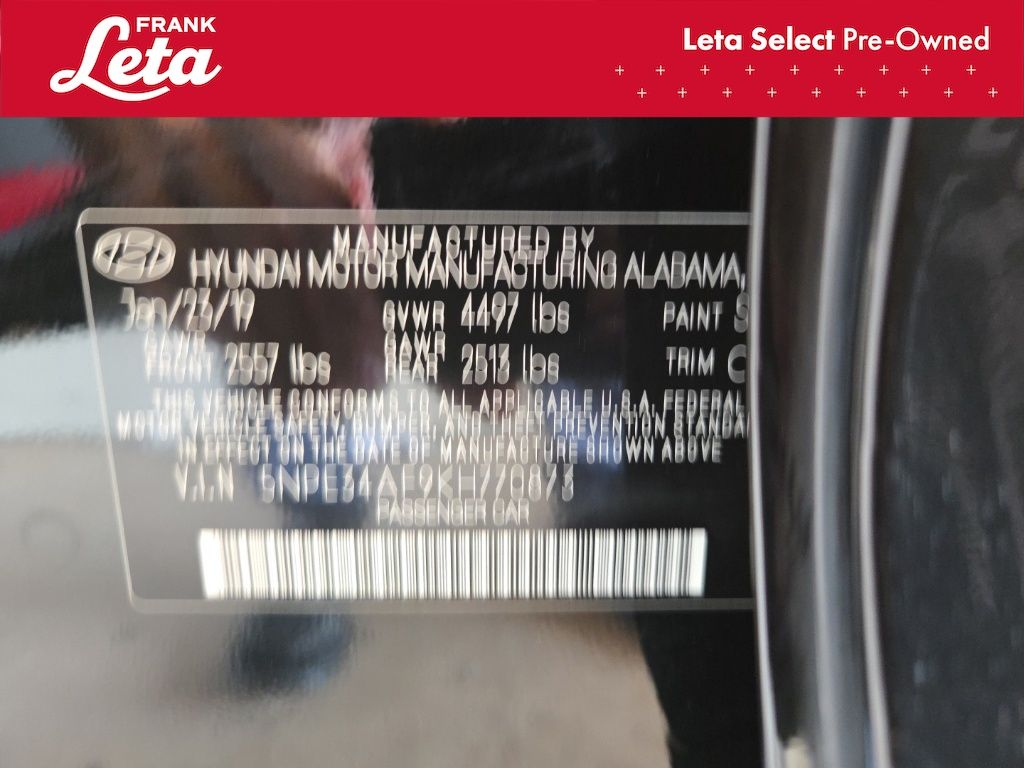 FRANK
Leta
Leta Select Pre-Owned
MANUFACTURED BY
HYUNDAI MOTOR MANUFACTURING ALABAMA,
Jan/23/19 GVWR 4497 lbs PAINT
GAWR GAWR
FRONT 2557 lbs REAR 2513 lbs TRIM
THIS VEHICLE CONFORMS TO ALL APPLICABLE U.S.A. FEDERAL
MOTOR VEHICLE SAFETY, BUMPER, AND THEFT PREVENTION
IN EFFECT ON THE DATE OF MANUFACTURE SHOWN ABOVE
V.I.N
PASSENGER CAR